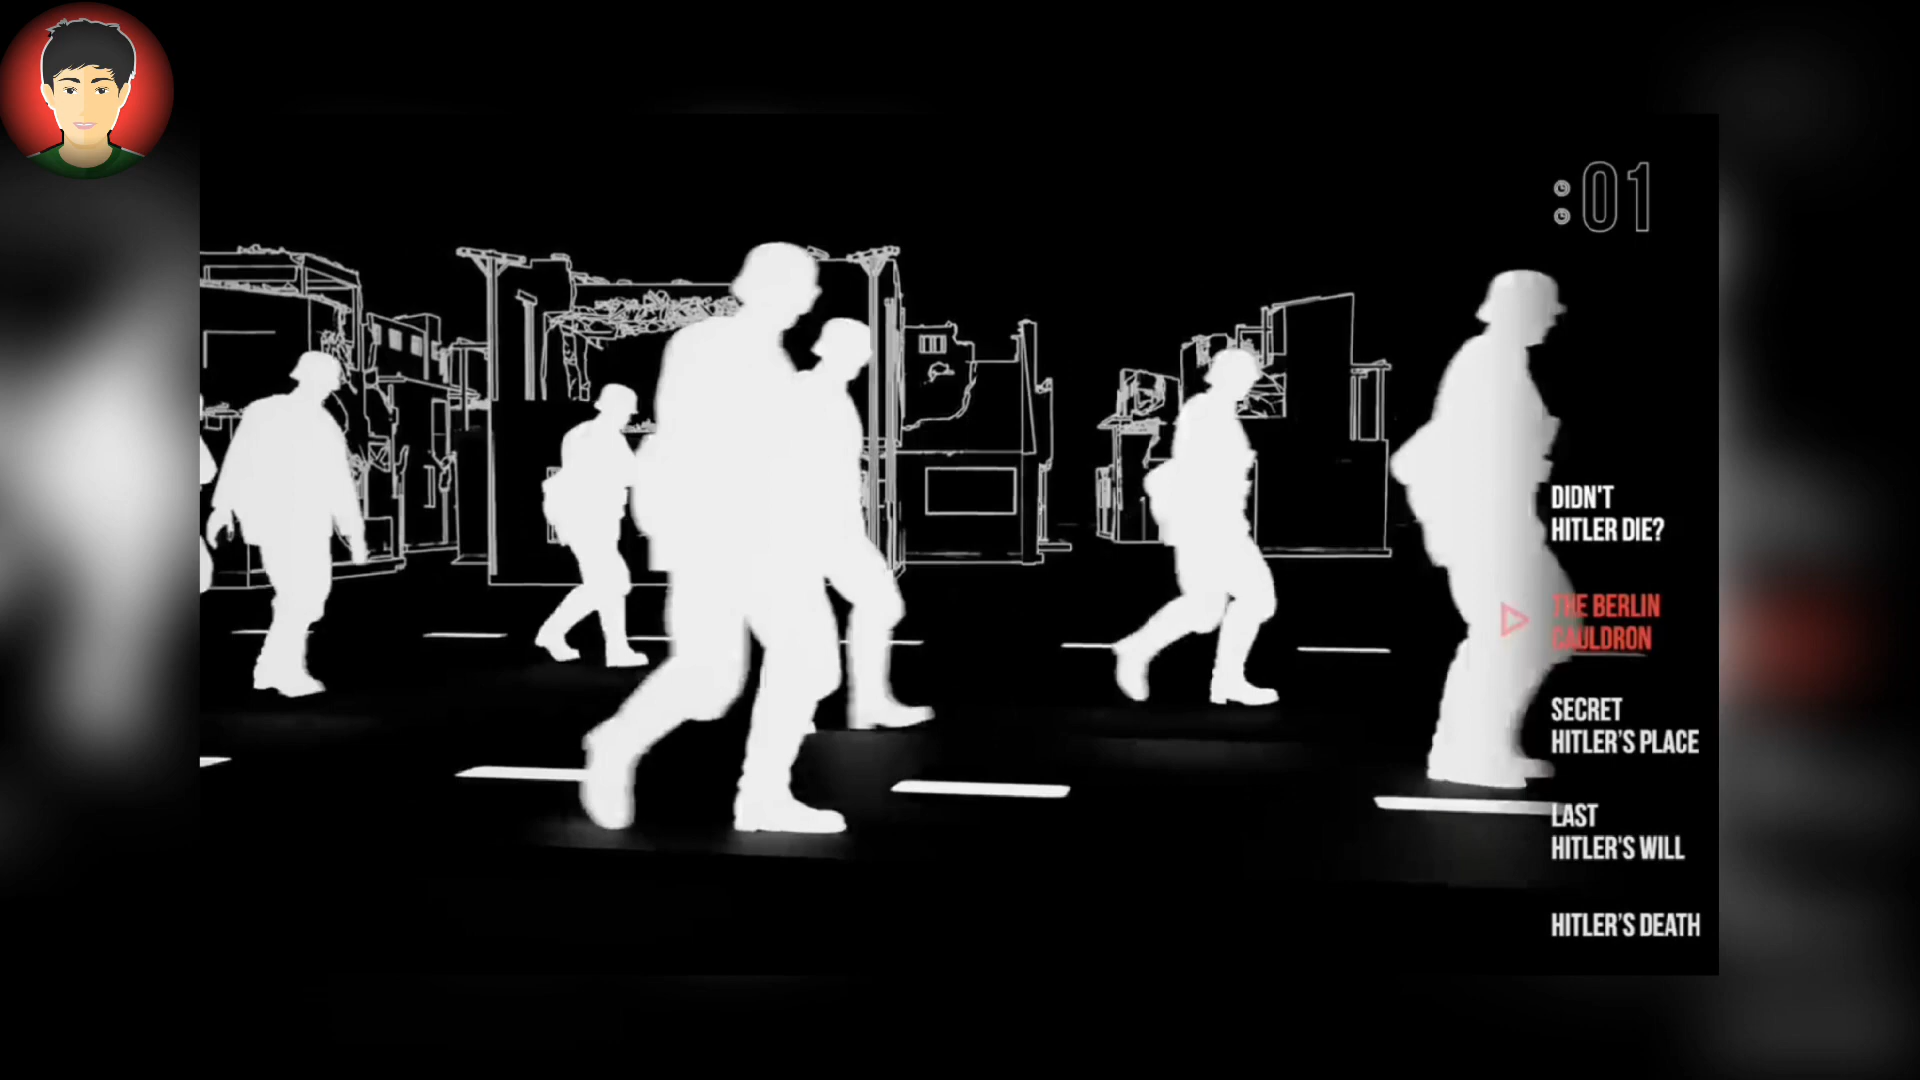 :01
DIDN'T
HITLER DIE?
THE BERLIN
CAULDRON
SECRET
HITLER'S PLACE
LAST
HITLER'S WILL
HITLER'S DEATH